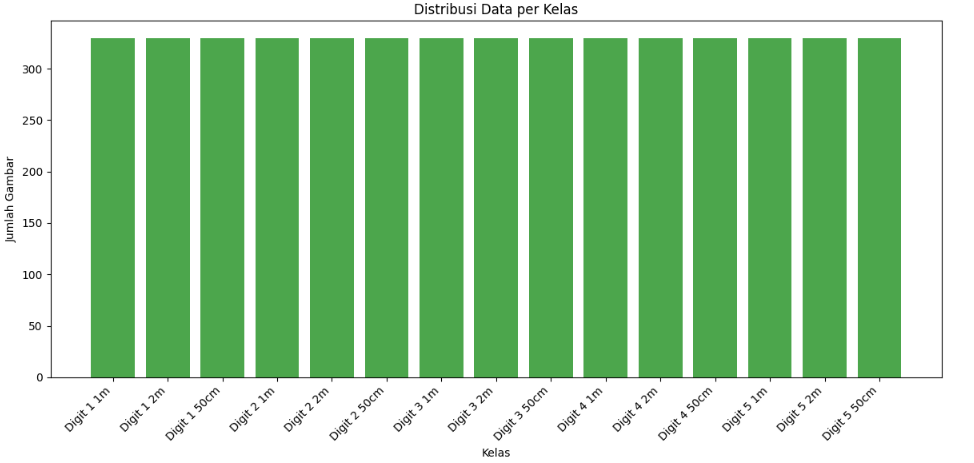 Distribusi Data per Kelas
Jumlah Gambar
300
250
200
150
100
50
0
Digit 1 1m
Digit 1 2m
Digit 1 50cm
Digit 2 1m
Digit 2 2m
Digit 2 50cm
Digit 3 1m
Digit 3 2m
Digit 3 50cm
Digit 4 1m
Digit 4 2m
Digit 4 50cm
Digit 5 1m
Digit 5 2m
Digit 5 50cm
Kelas